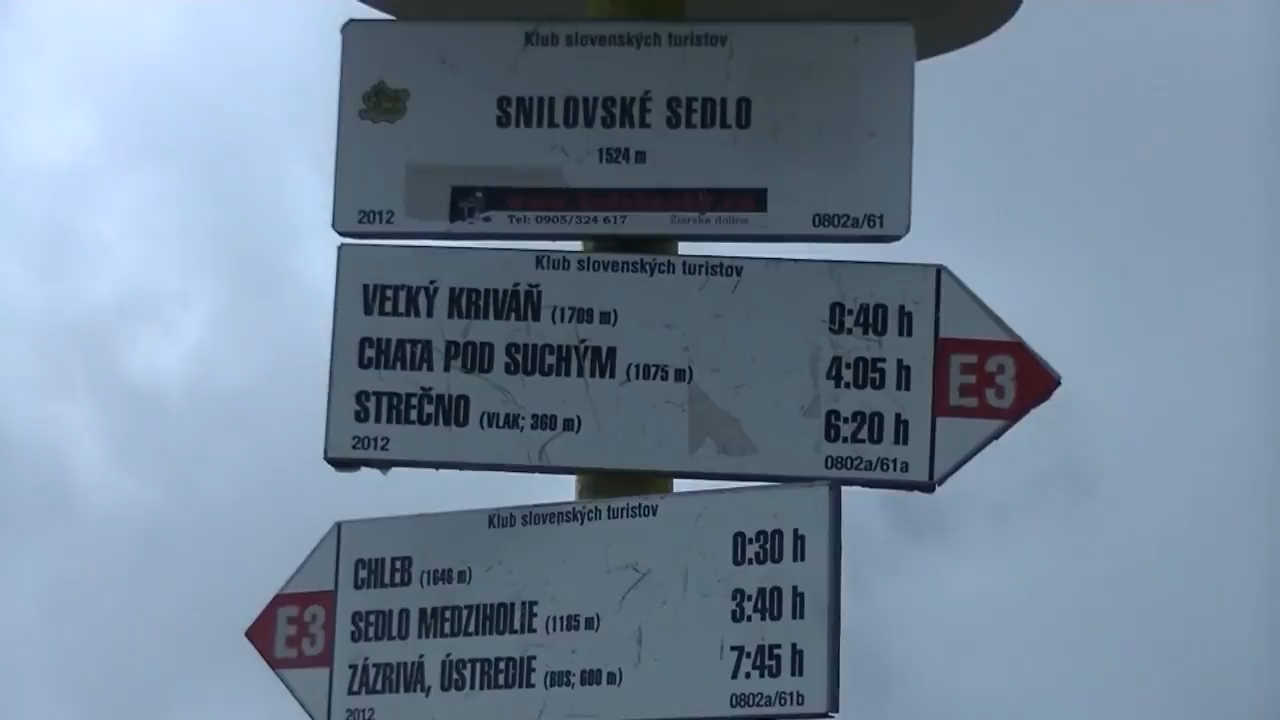 Klub slovenských turistov
SNILOVSKÉ SEDLO
1524 m
Tel: 0905/324 617 Žiarska dolina
2012 0802a/61
Klub slovenských turistov
VEĽKÝ KRIVÁŇ (1709 m) 0:40 h
CHATA POD SUCHÝM (1075 m) 4:05 h
STREČNO (VLAK; 360 m) 6:20 h
2012 0802a/61a
E3
Klub slovenských turistov
CHLEB (1646 m) 0:30 h
SEDLO MEDZIHOLIE (1185 m) 3:40 h
ZÁZRIVÁ, ÚSTREDIE (BUS; 600 m) 7:45 h
2012 0802a/61b
E3